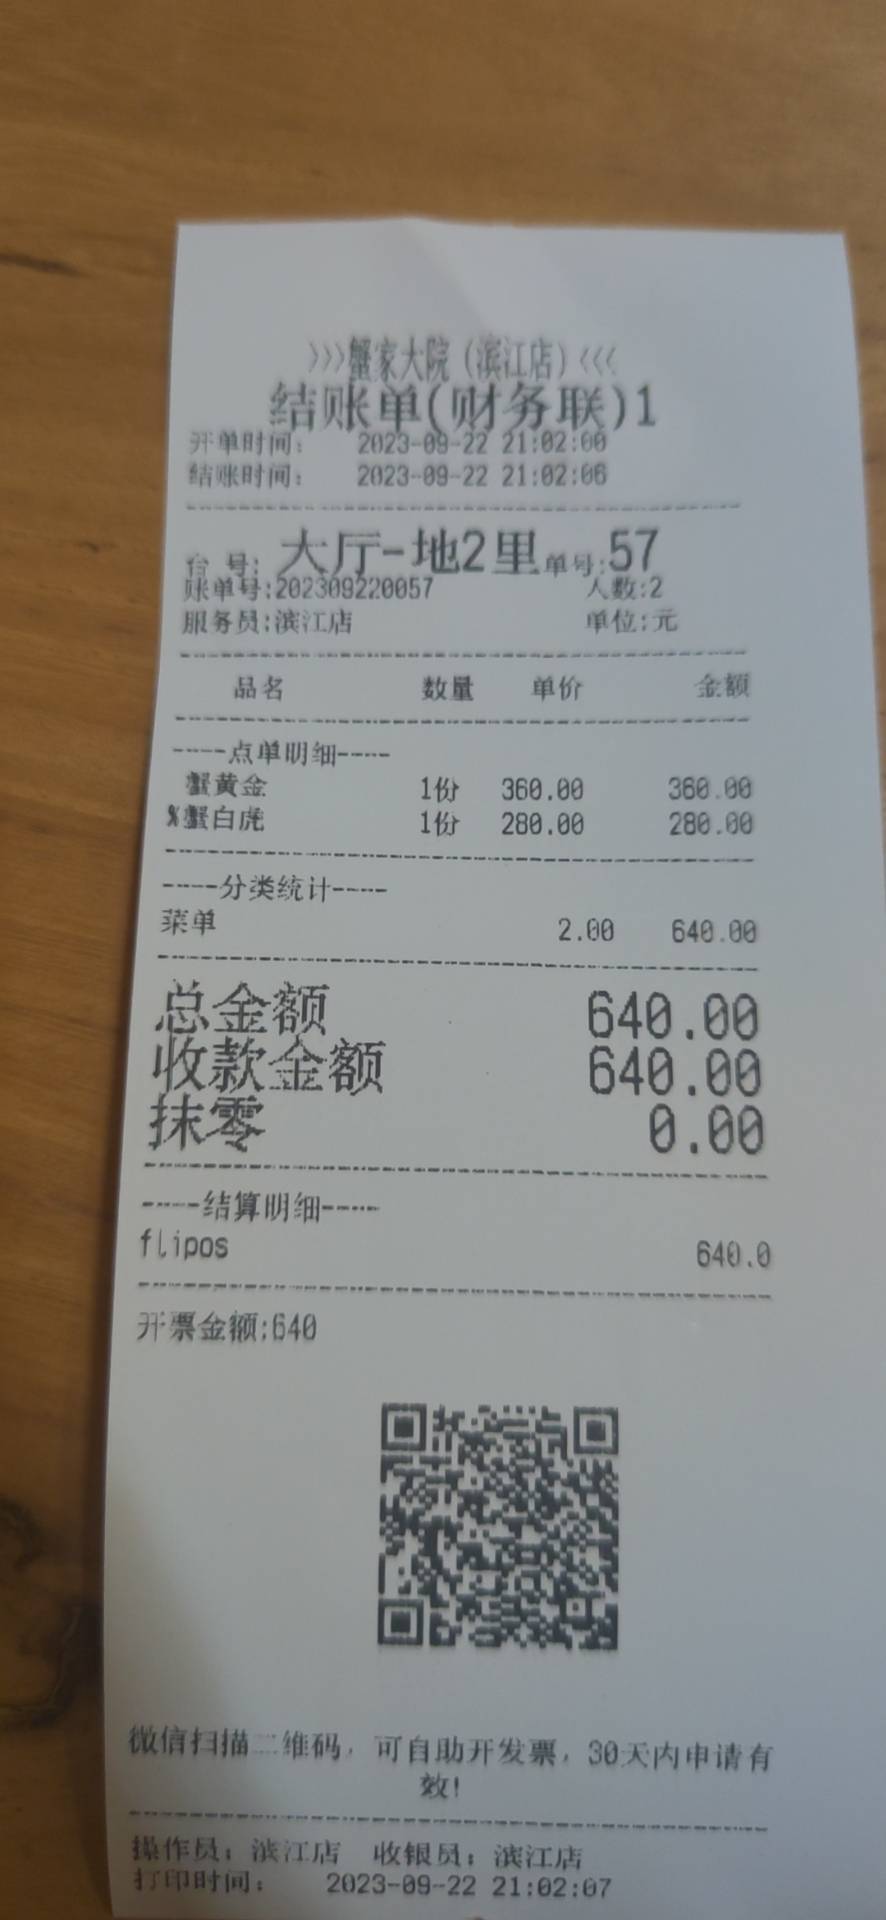 >>>蟹家大院（滨江店）<<<
结账单(财务联)1
开单时间： 2023-09-22 21:02:00
结账时间： 2023-09-22 21:02:06
台 号: 大厅-地2里 单号:57
账单号:202309220057 人数:2
服务员:滨江店 单位:元
品名 数量 单价 金额
----点单明细----
蟹黄金 1份 360.00 360.00
%蟹白虎 1份 280.00 280.00
----分类统计----
菜单 2.00 640.00
总金额 640.00
收款金额 640.00
抹零 0.00
----结算明细----
flipos 640.0
开票金额:640
微信扫描二维码，可自助开发票，30天内申请有
效!
操作员：滨江店 收银员：滨江店
打印时间： 2023-09-22 21:02:07